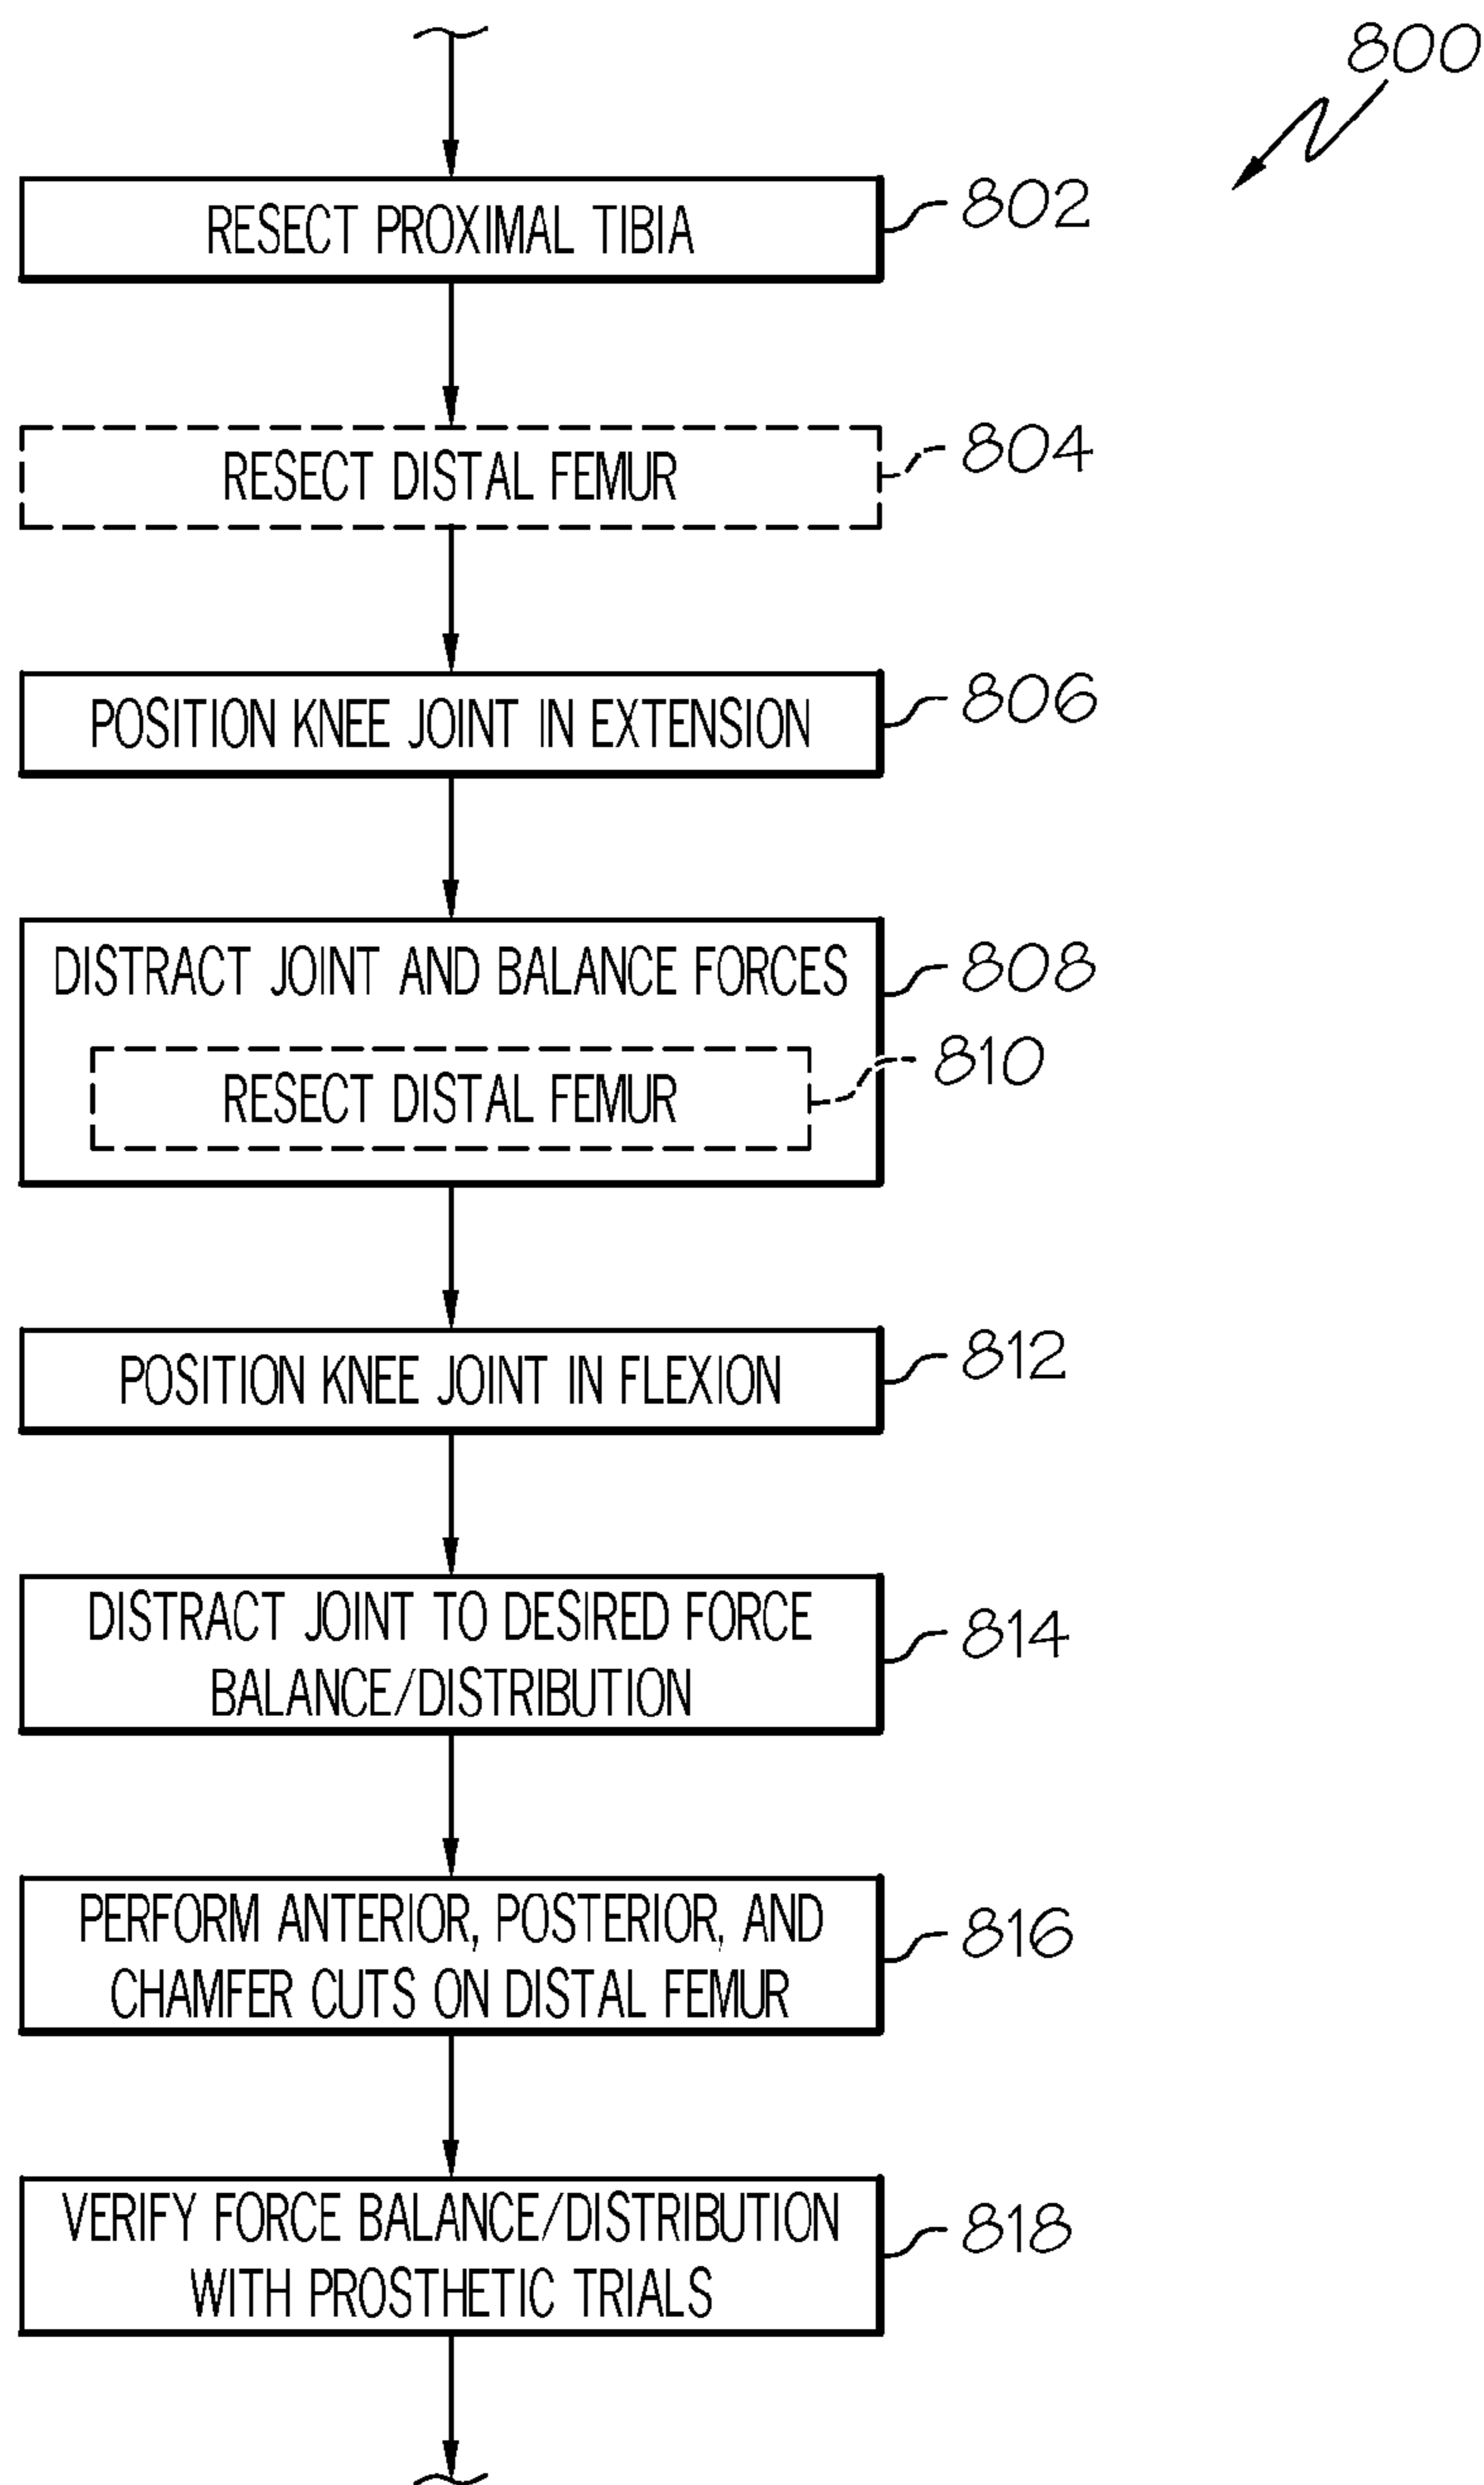 800
RESECT PROXIMAL TIBIA
802
RESECT DISTAL FEMUR
804
POSITION KNEE JOINT IN EXTENSION
806
DISTRACT JOINT AND BALANCE FORCES
808
RESECT DISTAL FEMUR
810
POSITION KNEE JOINT IN FLEXION
812
DISTRACT JOINT TO DESIRED FORCE
BALANCE/DISTRIBUTION
814
PERFORM ANTERIOR, POSTERIOR, AND
CHAMFER CUTS ON DISTAL FEMUR
816
VERIFY FORCE BALANCE/DISTRIBUTION
WITH PROSTHETIC TRIALS
818